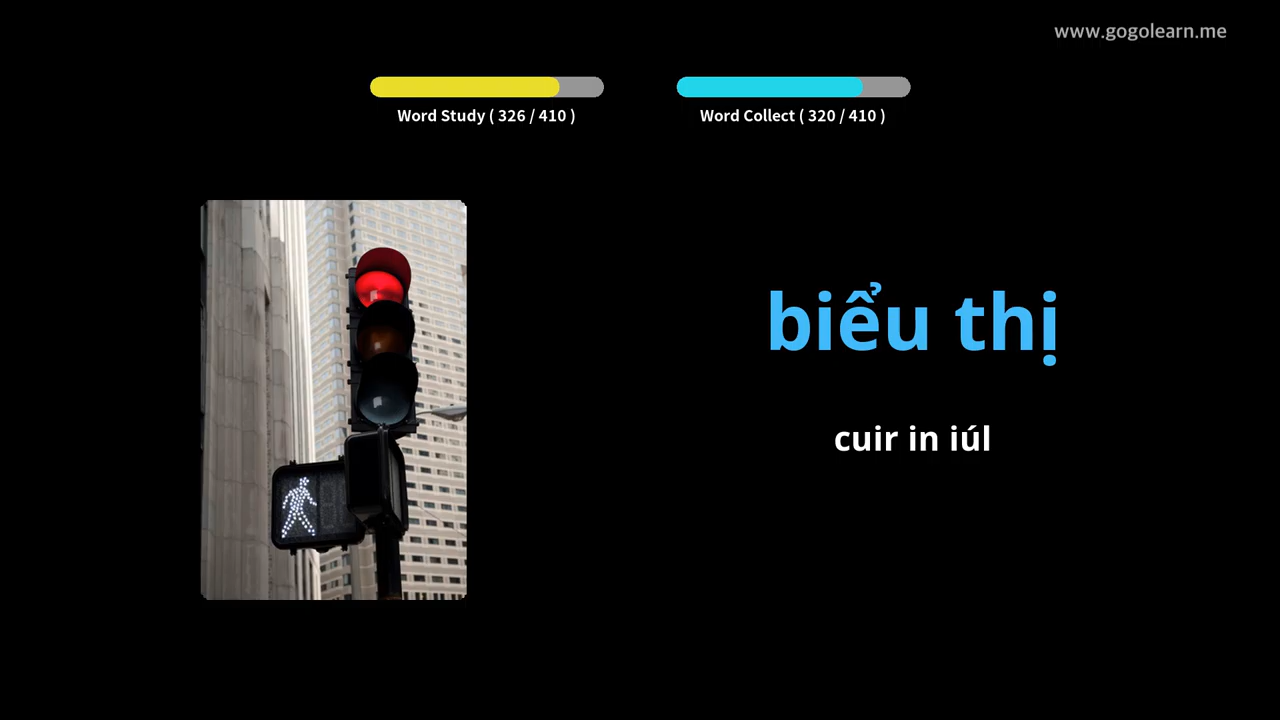 www.gogolearn.me
Word Study ( 326 / 410 )
Word Collect ( 320 / 410 )
biểu thị
cuir in iúl